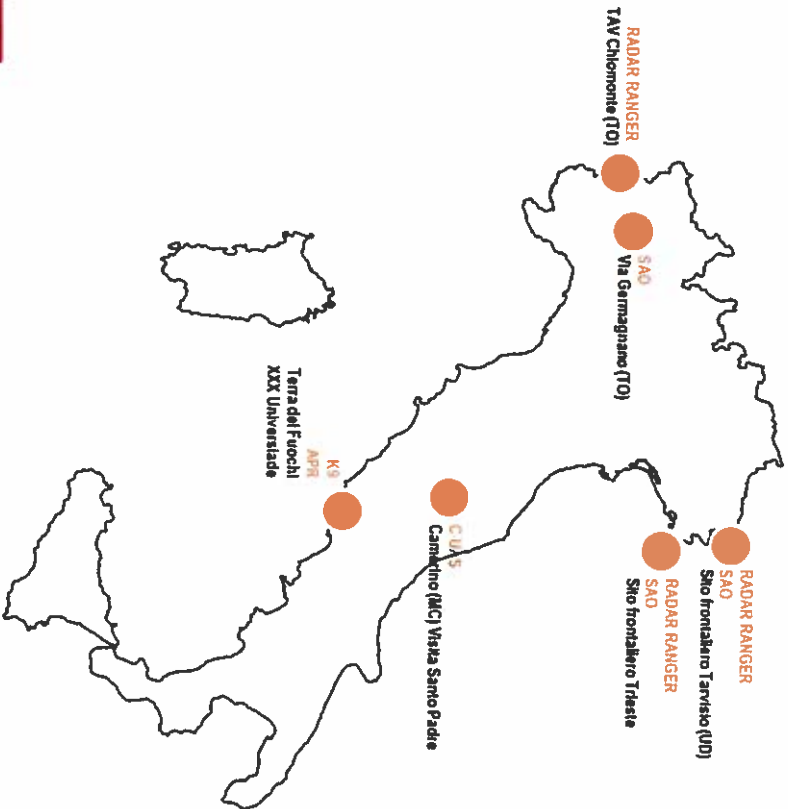 RADAR RANGER
SAO
Sito frontaliero Tarvisio (UD)
RADAR RANGER
SAO
Sito frontaliero Trieste
SAO
Via Germagnano (TO)
RADAR RANGER
TAV Chiomonte (TO)
C-UAS
Camerino (MC) Visita Santo Padre
K9
APR
Terra dei Fuochi
XXX Universiade